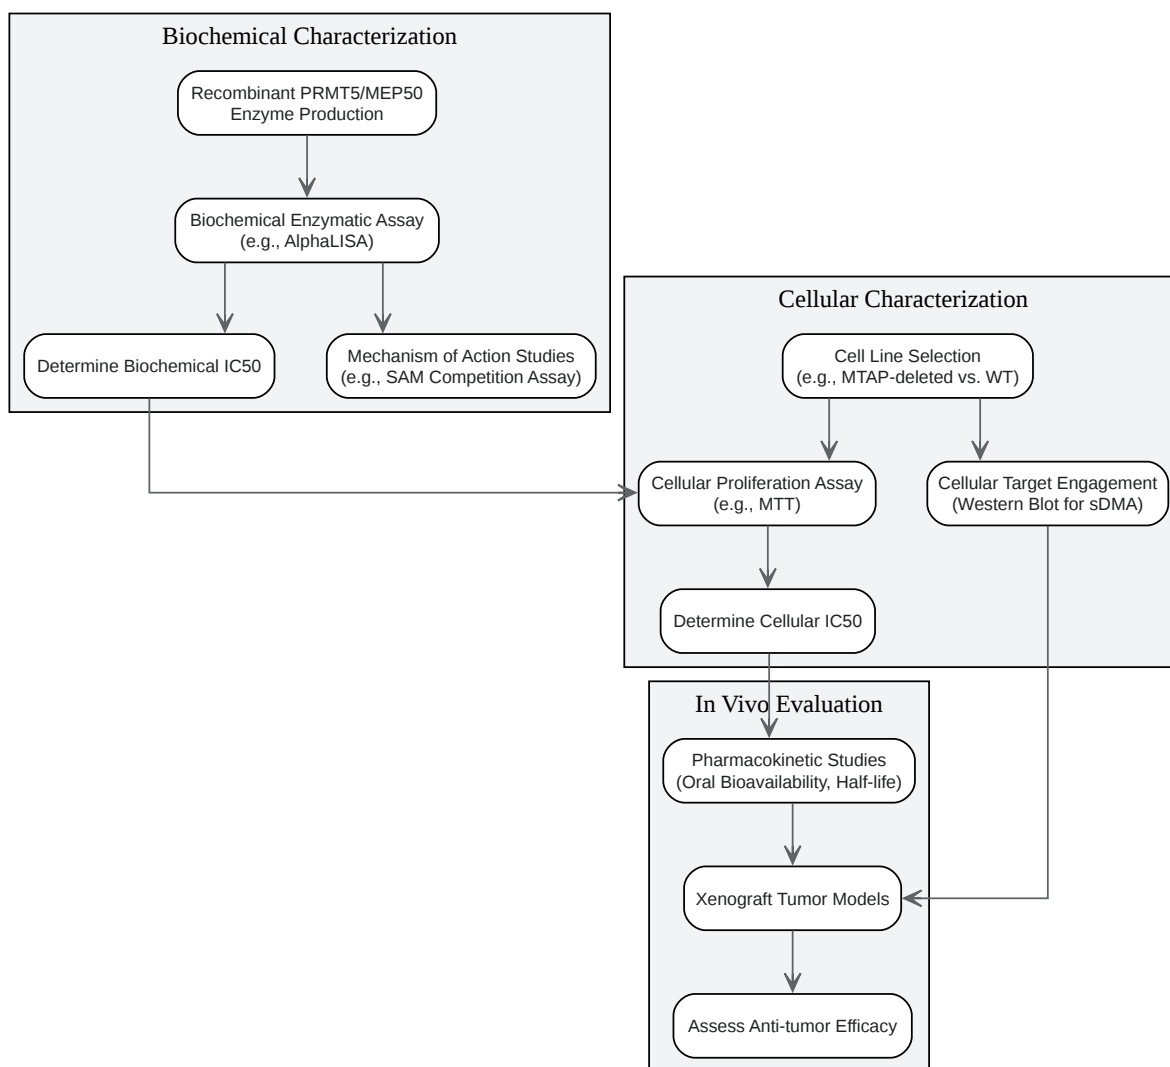 Biochemical Characterization
Recombinant PRMT5/MEP50
Enzyme Production
Biochemical Enzymatic Assay
(e.g., AlphaLISA)
Determine Biochemical IC50
Mechanism of Action Studies
(e.g., SAM Competition Assay)
Cellular Characterization
Cell Line Selection
(e.g., MTAP-deleted vs. WT)
Cellular Proliferation Assay
(e.g., MTT)
Cellular Target Engagement
(Western Blot for sDMA)
Determine Cellular IC50
In Vivo Evaluation
Pharmacokinetic Studies
(Oral Bioavailability, Half-life)
Xenograft Tumor Models
Assess Anti-tumor Efficacy